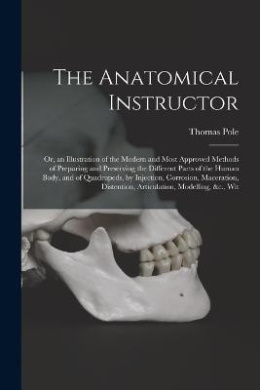 THE ANATOMICAL
INSTRUCTOR
Thomas Pole
Or, an Illustration of the Modern and Most Approved Methods
of Preparing and Preserving the Different Parts of the Human
Body, and of Quadrupeds, by Injection, Corrosion, Maceration,
Distention, Articulation, Modelling, &c., Wit